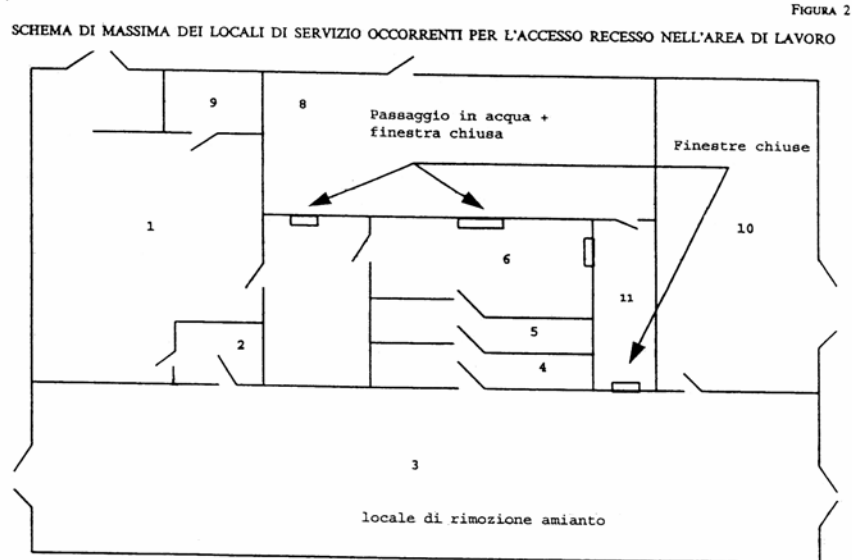 FIGURA 2
SCHEMA DI MASSIMA DEI LOCALI DI SERVIZIO OCCORRENTI PER L'ACCESSO RECESSO NELL'AREA DI LAVORO
9
8
Passaggio in acqua +
finestra chiusa
Finestre chiuse
1
10
6
11
5
2
4
3
locale di rimozione amianto